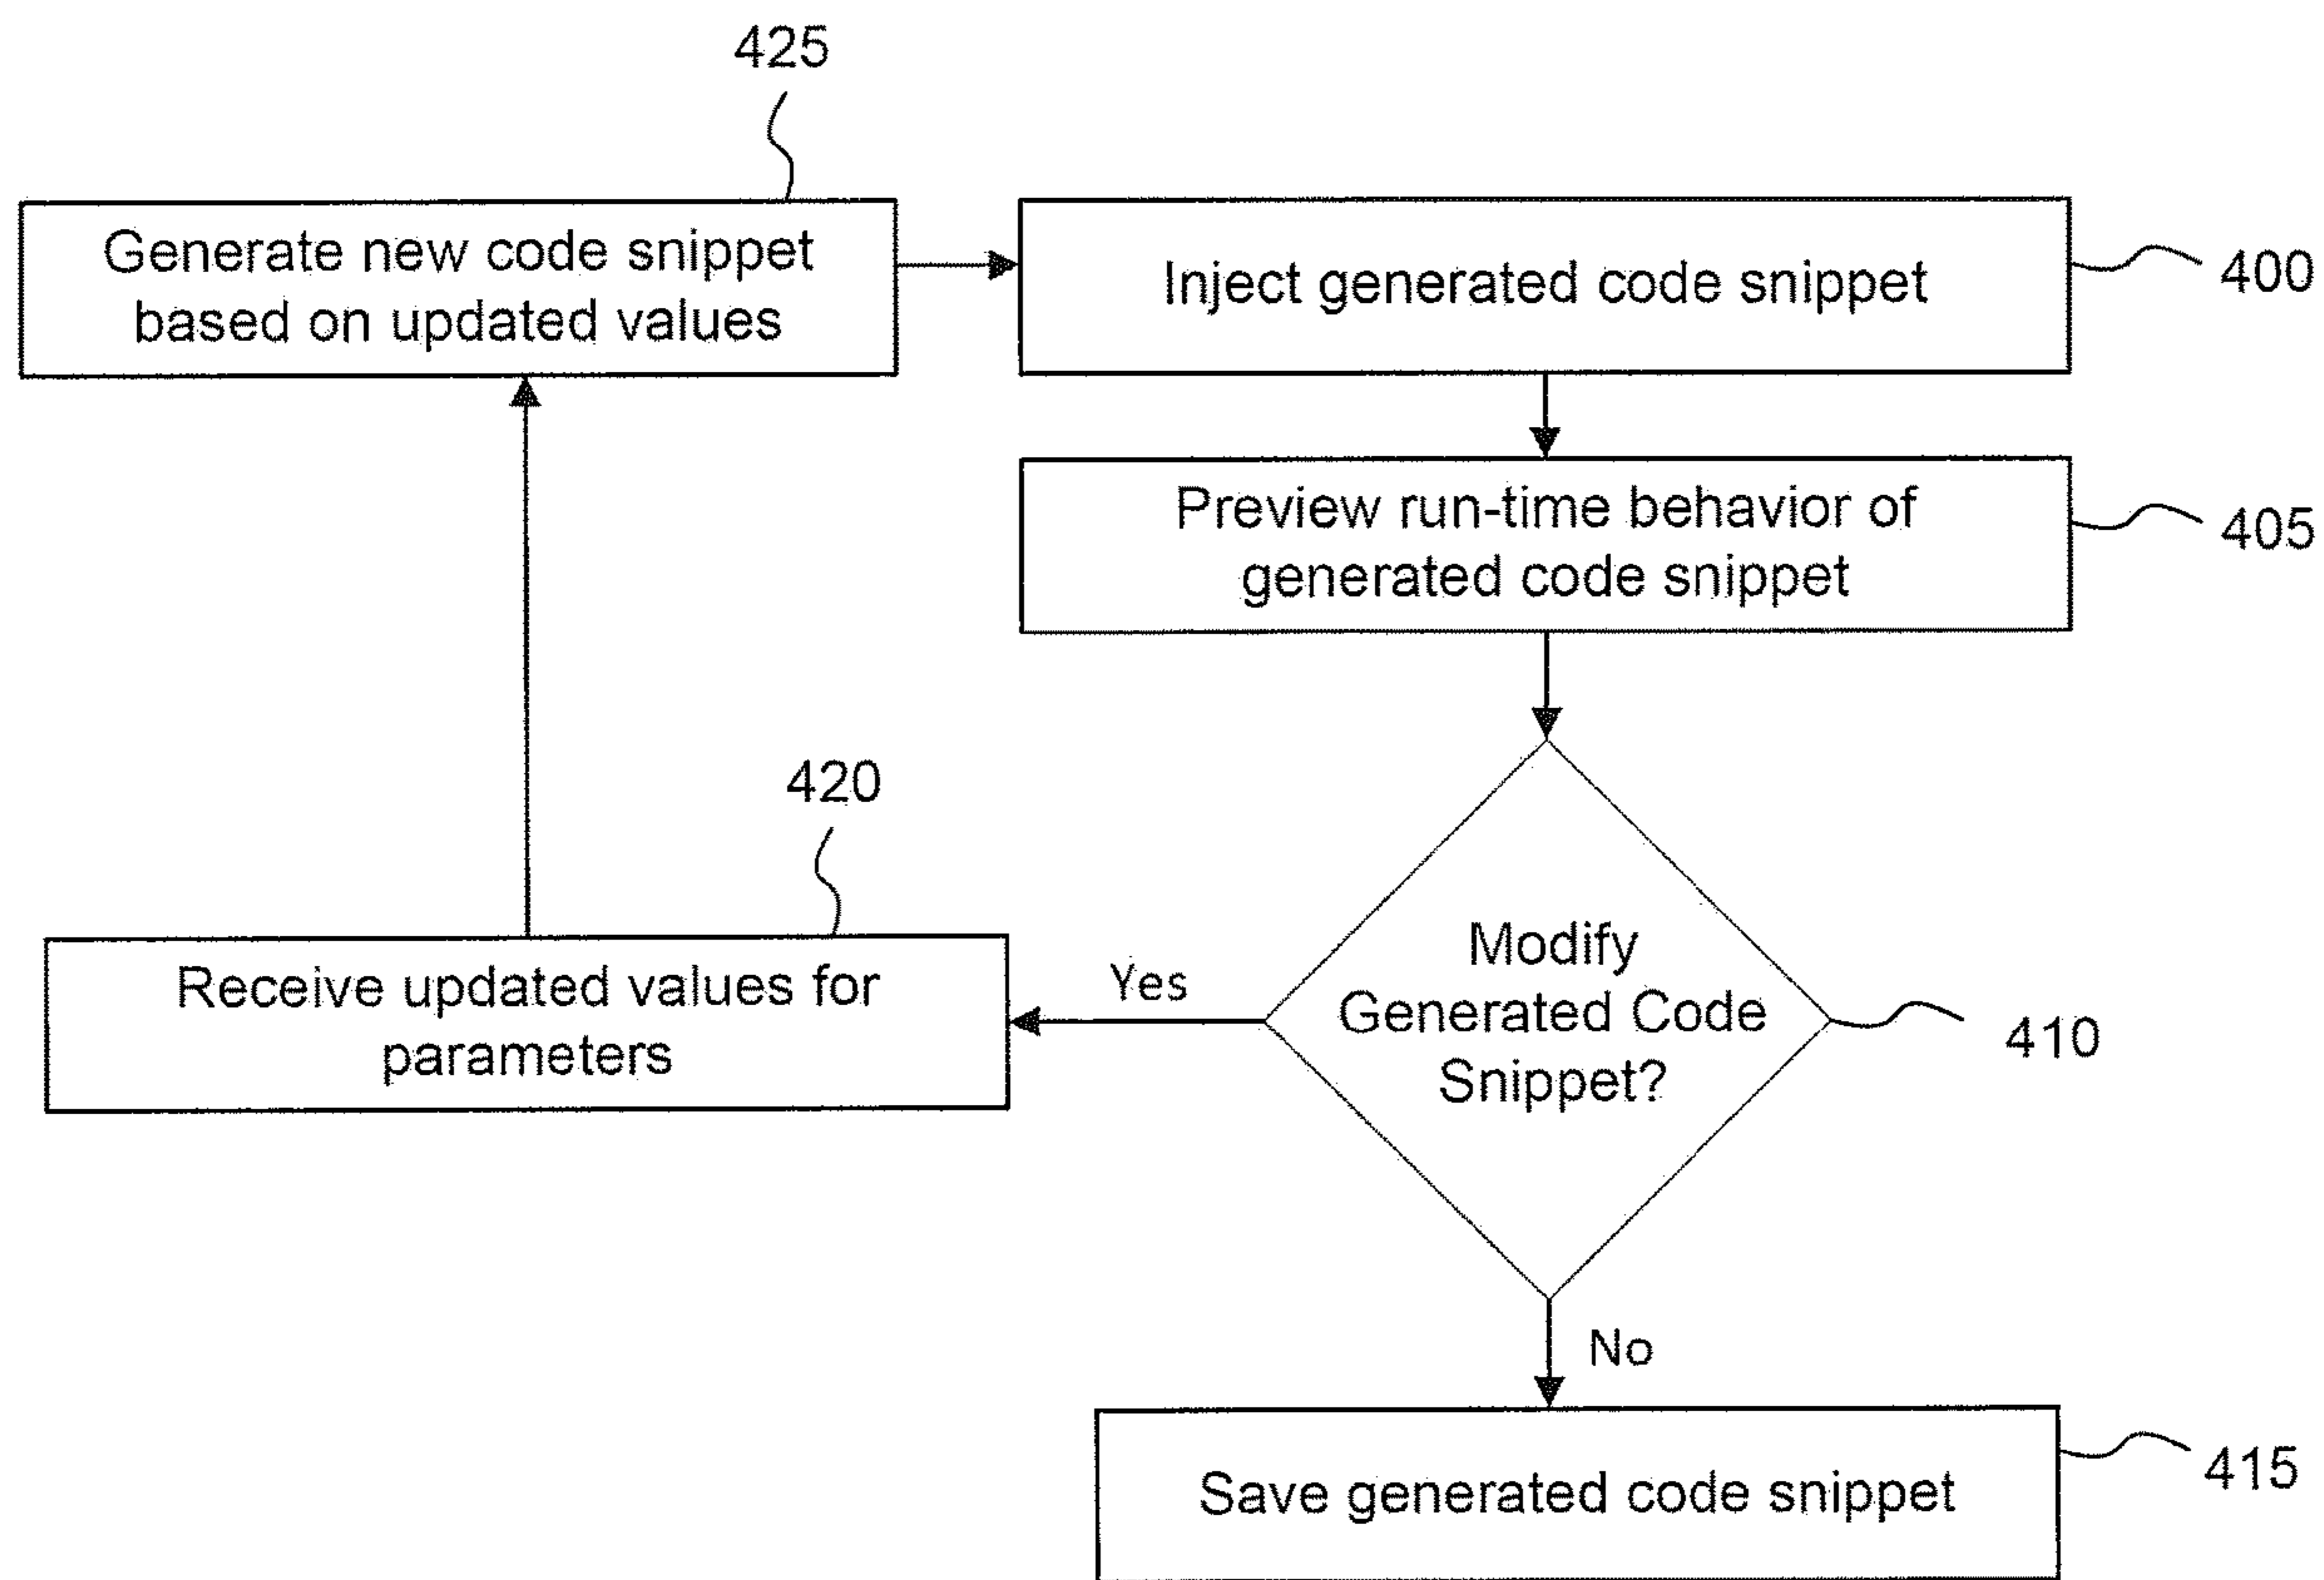 425
Generate new code snippet
based on updated values
Inject generated code snippet
400
Preview run-time behavior of
generated code snippet
405
420
Receive updated values for
parameters
Yes
Modify
Generated Code
Snippet?
410
No
Save generated code snippet
415